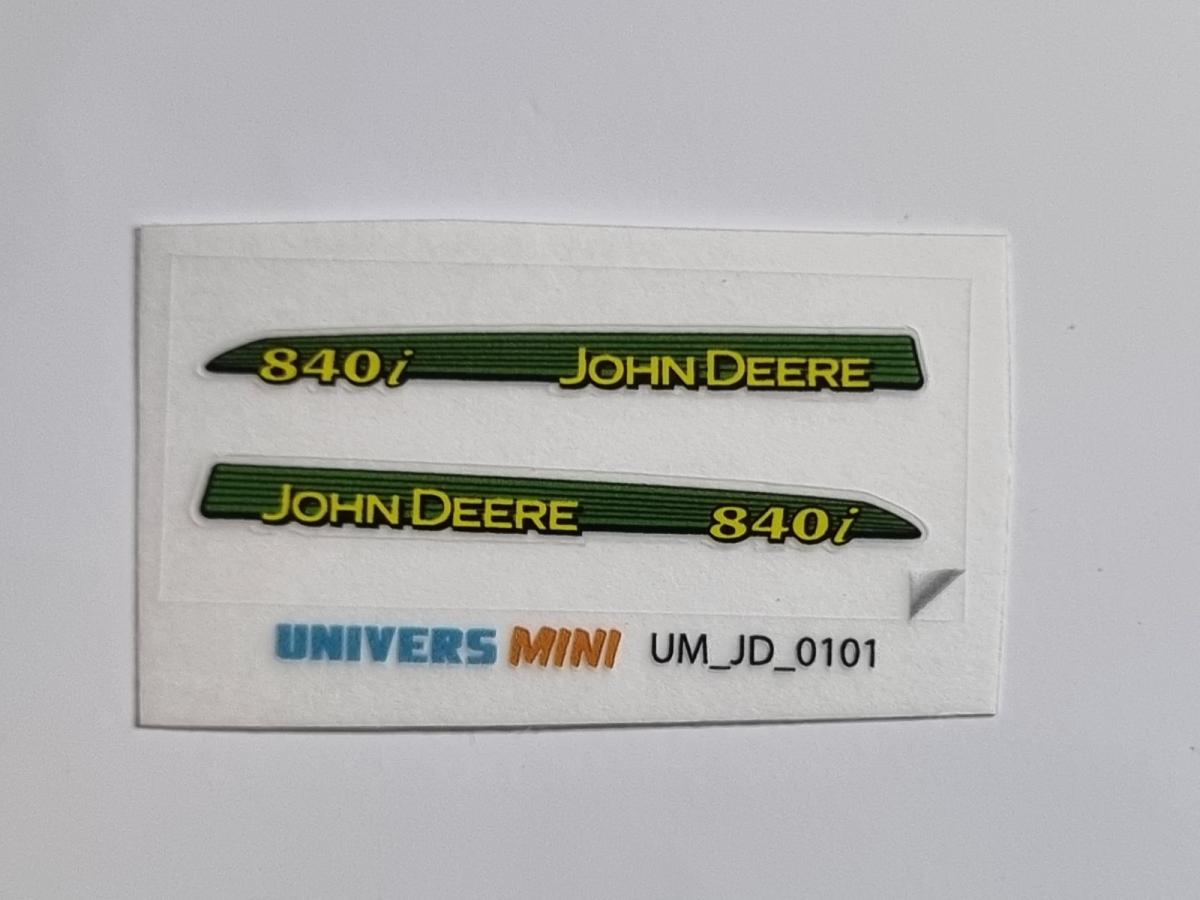 840i JOHN DEERE
JOHN DEERE 840i
UNIVERS MINI UM_JD_0101